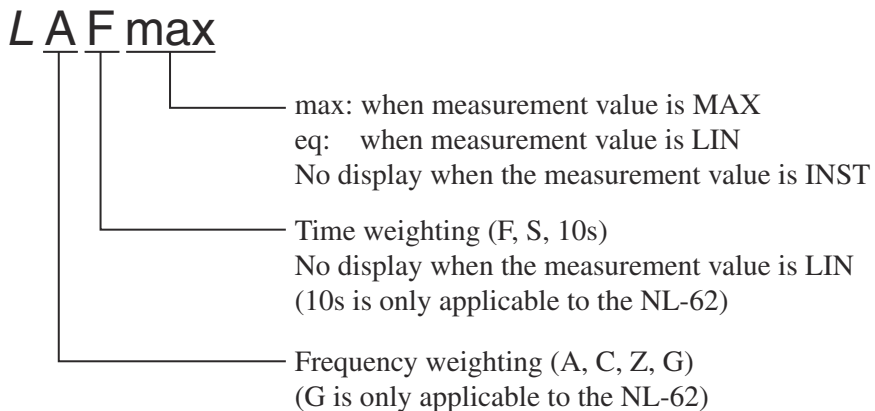 L A F max
max: when measurement value is MAX
eq: when measurement value is LIN
No display when the measurement value is INST
Time weighting (F, S, 10s)
No display when the measurement value is LIN
(10s is only applicable to the NL-62)
Frequency weighting (A, C, Z, G)
(G is only applicable to the NL-62)